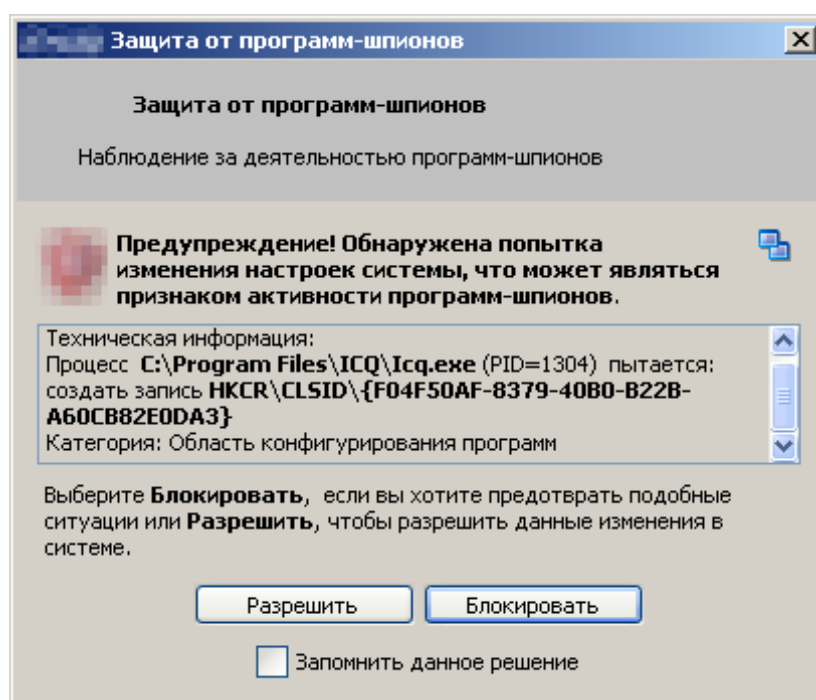 Защита от программ-шпионов
Защита от программ-шпионов
Наблюдение за деятельностью программ-шпионов
Предупреждение! Обнаружена попытка
изменения настроек системы, что может являться
признаком активности программ-шпионов.
Техническая информация:
Процесс C:\Program Files\ICQ\Icq.exe (PID=1304) пытается:
создать запись HKCR\CLSID\{F04F50AF-8379-40B0-B22B-
A60CB82E0DA3}
Категория: Область конфигурирования программ
Выберите Блокировать, если вы хотите предотврать подобные
ситуации или Разрешить, чтобы разрешить данные изменения в
системе.
Разрешить Блокировать
Запомнить данное решение